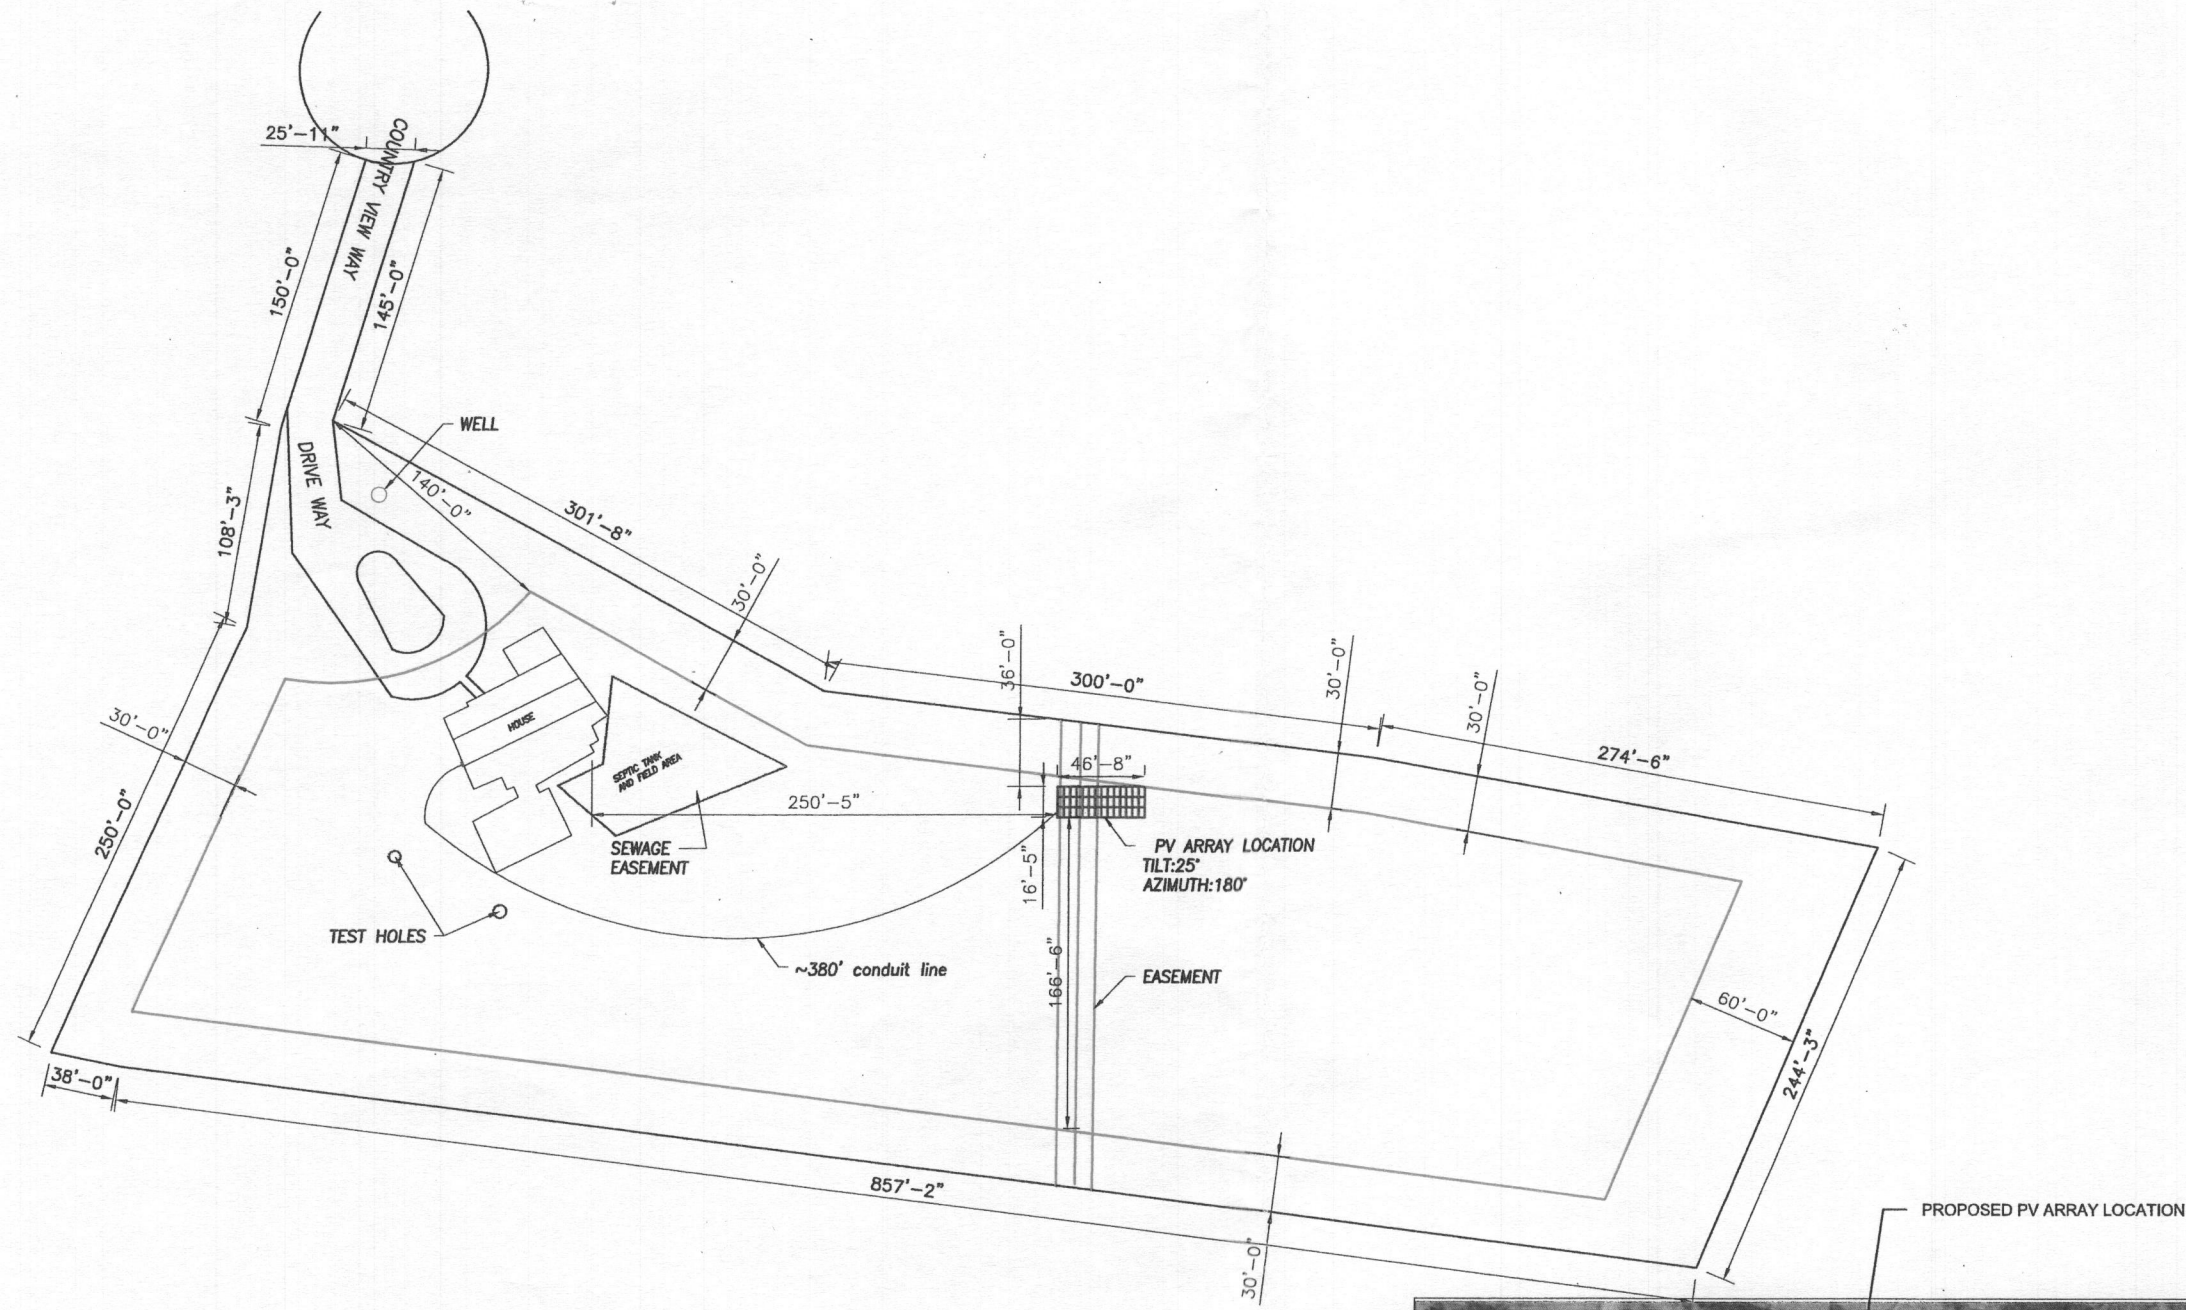 25'-11"
COUNTRY VIEW WAY
150'-0"
145'-0"
WELL
DRIVE WAY
140'-0"
108'-3"
301'-8"
30'-0"
36'-0"
300'-0"
30'-0"
30'-0"
274'-6"
30'-0"
HOUSE
SEPTIC TANK
AND FIELD AREA
46'-8"
250'-5"
250'-0"
SEWAGE
EASEMENT
PV ARRAY LOCATION
TILT:25°
AZIMUTH:180°
16'-5"
TEST HOLES
~380' conduit line
166'-6"
EASEMENT
60'-0"
244'-3"
38'-0"
857'-2"
30'-0"
PROPOSED PV ARRAY LOCATION